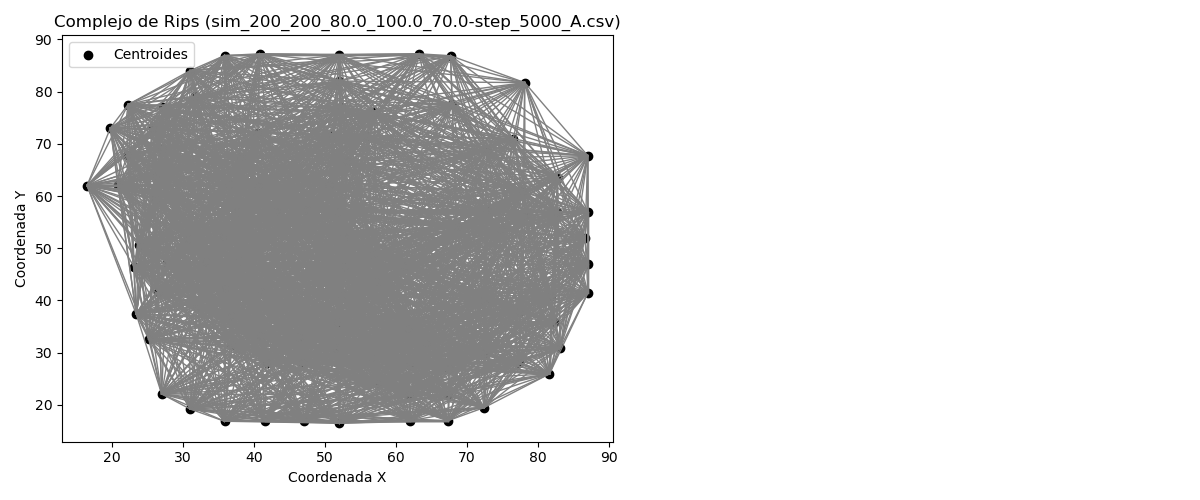 Complejo de Rips (sim_200_200_80.0_100.0_70.0-step_5000_A.csv)
Centroides
90
80
70
60
50
40
30
20
Coordenada Y
20 30 40 50 60 70 80 90
Coordenada X